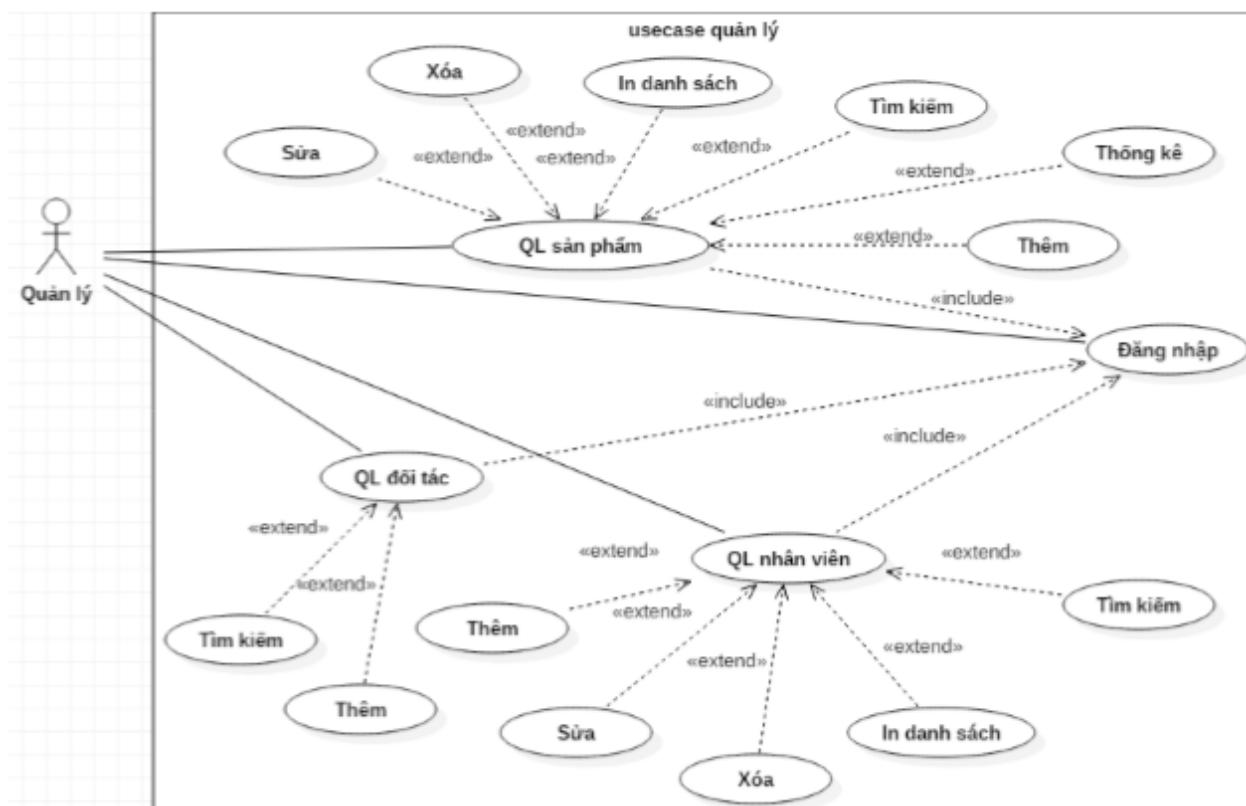 usecase quản lý
Xóa
In danh sách
Tìm kiếm
«extend»
«extend»
«extend»
Sửa
«extend»
«extend»
Thống kê
«extend»
QL sản phẩm
«extend»
Thêm
Quản lý
«include»
Đăng nhập
«include»
«include»
QL đối tác
«extend»
«extend»
QL nhân viên
«extend»
«extend»
«extend»
Tìm kiếm
Thêm
«extend»
Tìm kiếm
«extend»
«extend»
Thêm
Sửa
In danh sách
Xóa